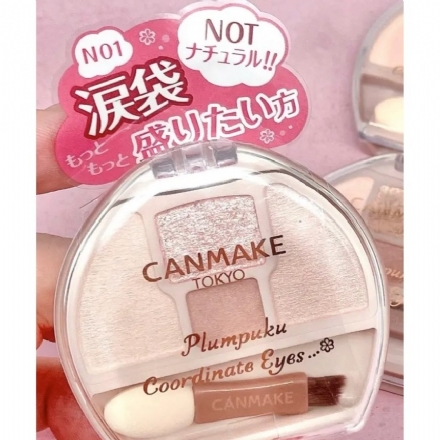 N01
NOT
ナチュラル!!
涙袋
もっと
もっと
盛りたい方
CANMAKE
TOKYO
Plumpuku
Coordinate Eyes...
CANMAKE